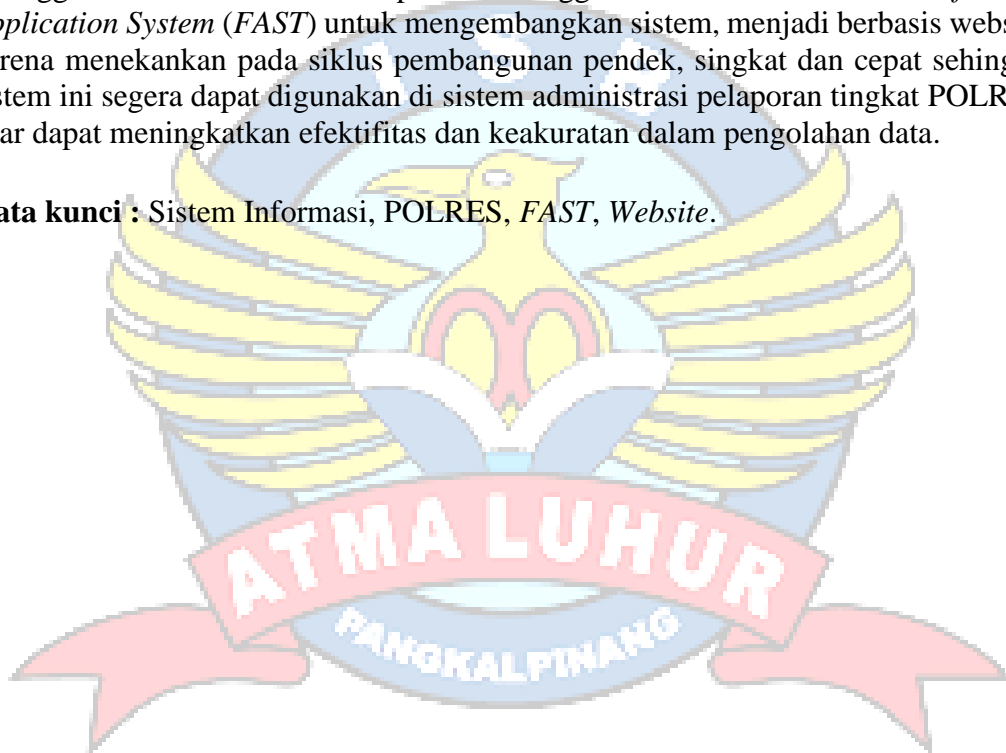 pplication System (FAST) untuk mengembangkan sistem, menjadi berbasis webs
rena menekankan pada siklus pembangunan pendek, singkat dan cepat sehing
stem ini segera dapat digunakan di sistem administrasi pelaporan tingkat POLR
ar dapat meningkatkan efektifitas dan keakuratan dalam pengolahan data.
ata kunci : Sistem Informasi, POLRES, FAST, Website.
I S B
ATMA LUHUR
PANGKALPINANG